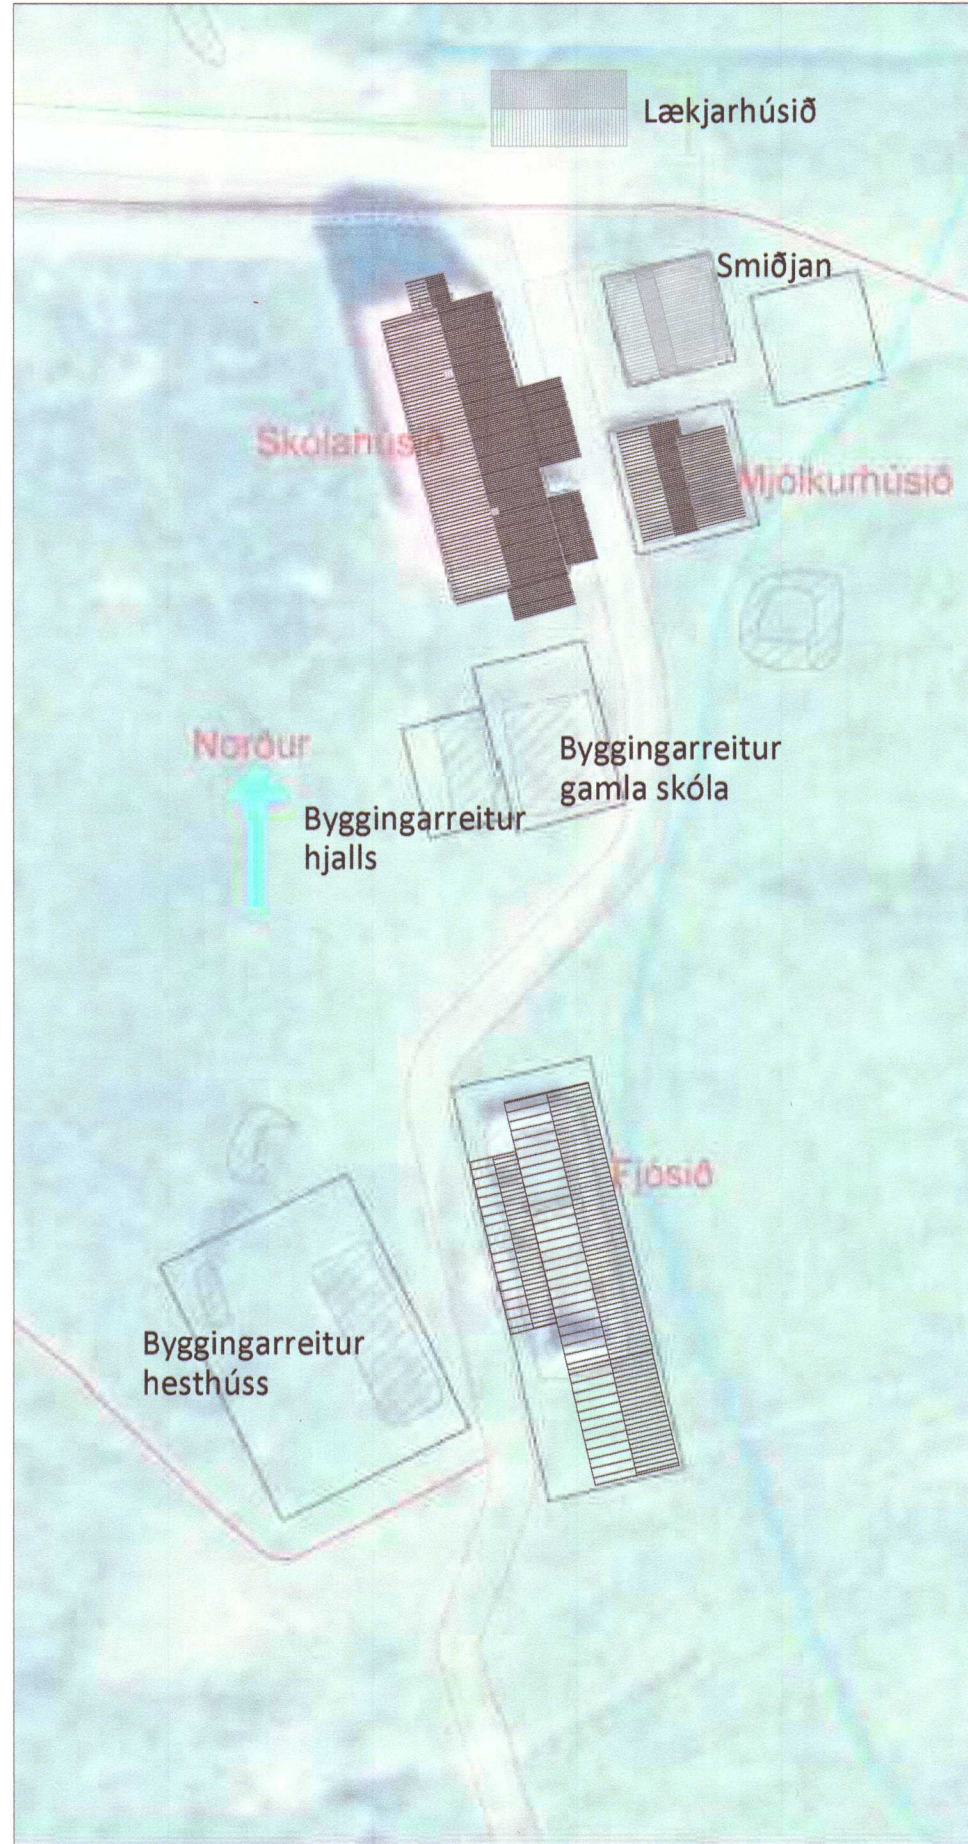 Lækjarhúsið
Smiðjan
Skólahúsið
Mjólkurhúsið
Norður
Byggingarreitur
gamla skóla
Byggingarreitur
hjalls
Fjósið
Byggingarreitur
hesthúss